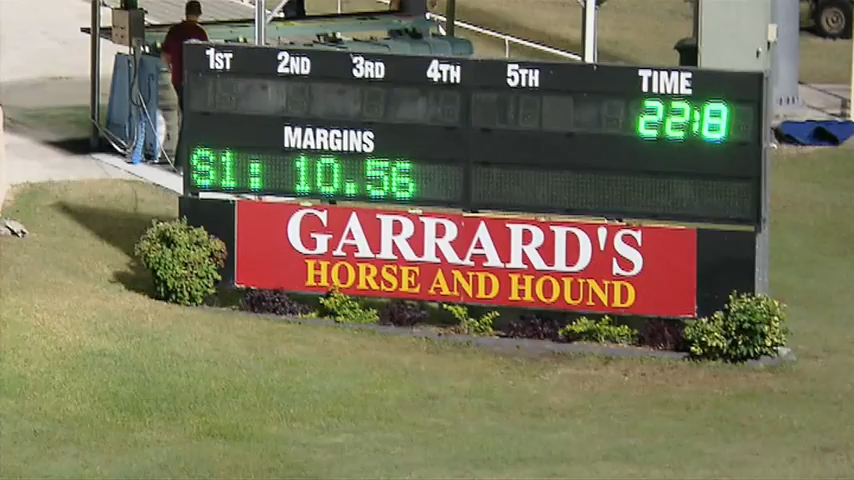 1ST 2ND 3RD 4TH 5TH TIME
22:8
MARGINS
S1: 10.56
GARRARD'S
HORSE AND HOUND